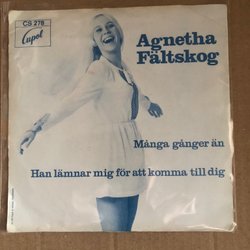 CS 278
Cupol
Agnetha
Fältskog
Många gånger än
Han lämnar mig för att komma till dig